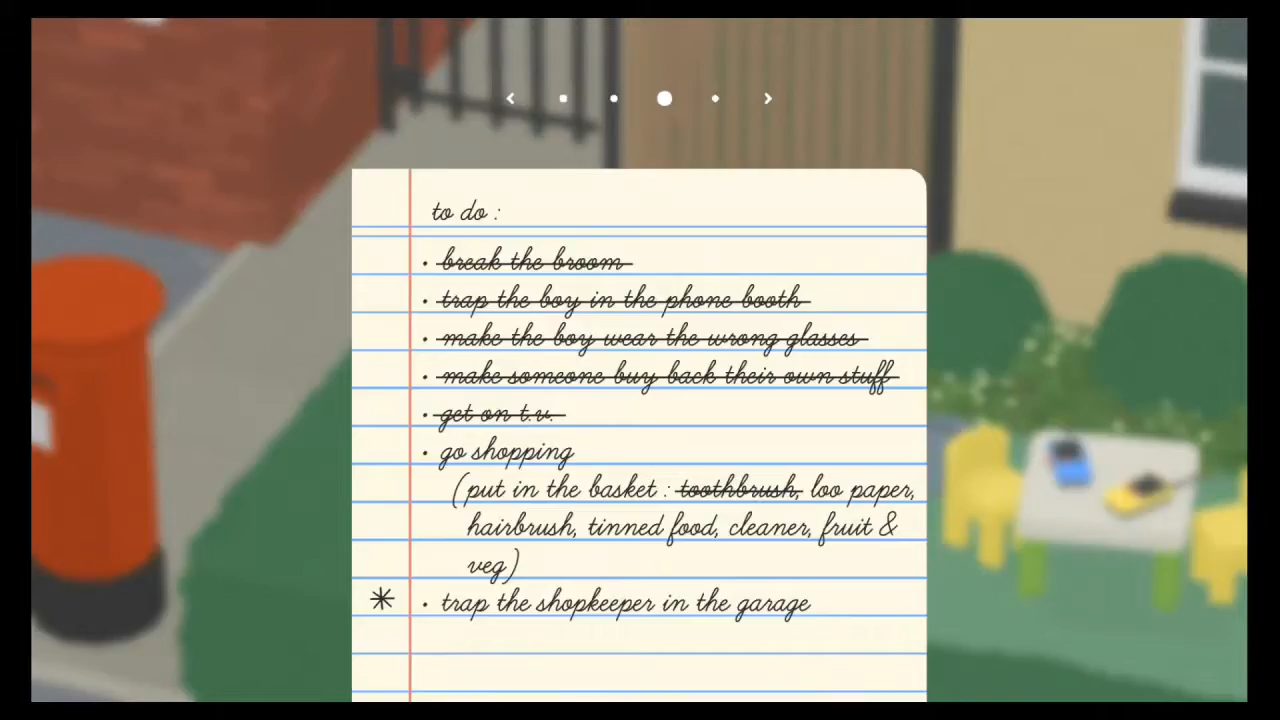 to do :
• break the broom
• trap the boy in the phone booth
• make the boy wear the wrong glasses
• make someone buy back their own stuff
• get on t.v.
• go shopping
(put in the basket : toothbrush, loo paper,
hairbrush, tinned food, cleaner, fruit &
veg)
* • trap the shopkeeper in the garage